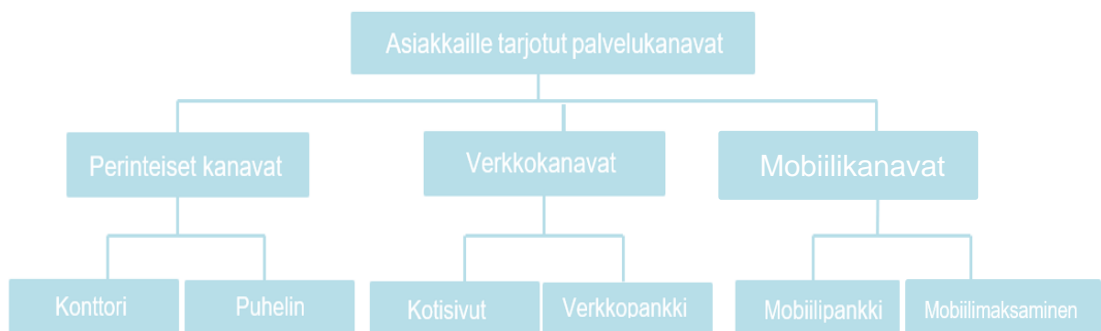 Asiakkaille tarjotut palvelukanavat
Perinteiset kanavat
Verkkokanavat
Mobiilikanavat
Konttori
Puhelin
Kotisivut
Verkkopankki
Mobiilipankki
Mobiilimaksaminen